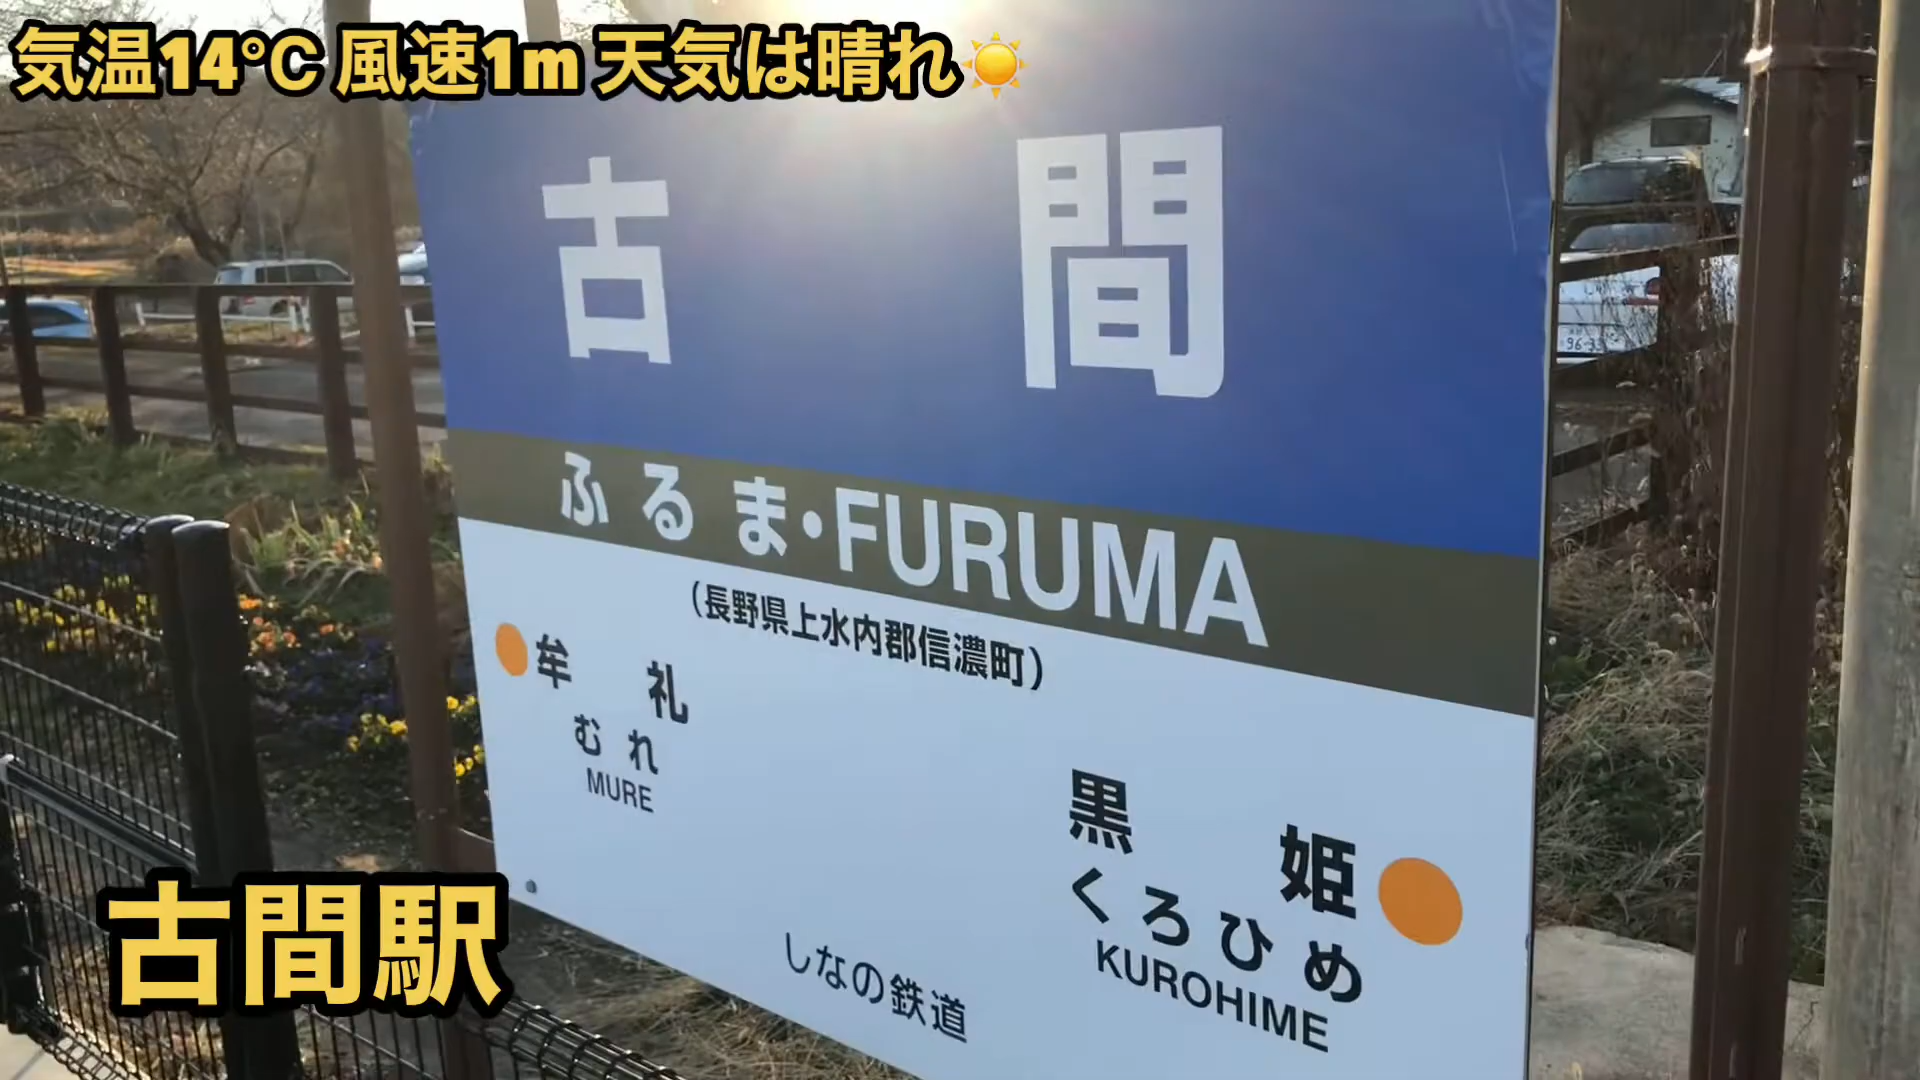 気温14°C 風速1m 天気は晴れ☀️
古間
ふるま・FURUMA
(長野県上水内郡信濃町)
牟礼
むれ
MURE
黒姫
くろひめ
KUROHIME
しなの鉄道
古間駅